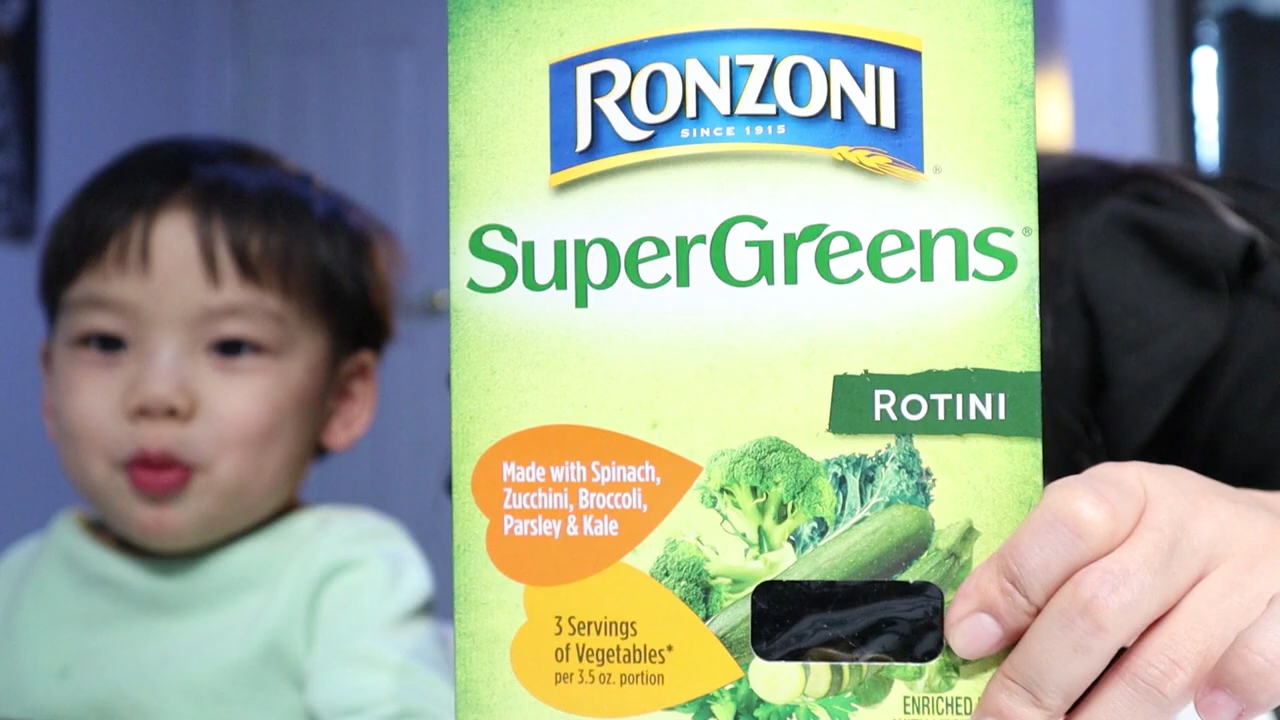 RONZONI
SINCE 1915
®
SuperGreens®
ROTINI
Made with Spinach,
Zucchini, Broccoli,
Parsley & Kale
3 Servings
of Vegetables*
per 3.5 oz. portion
ENRICHED